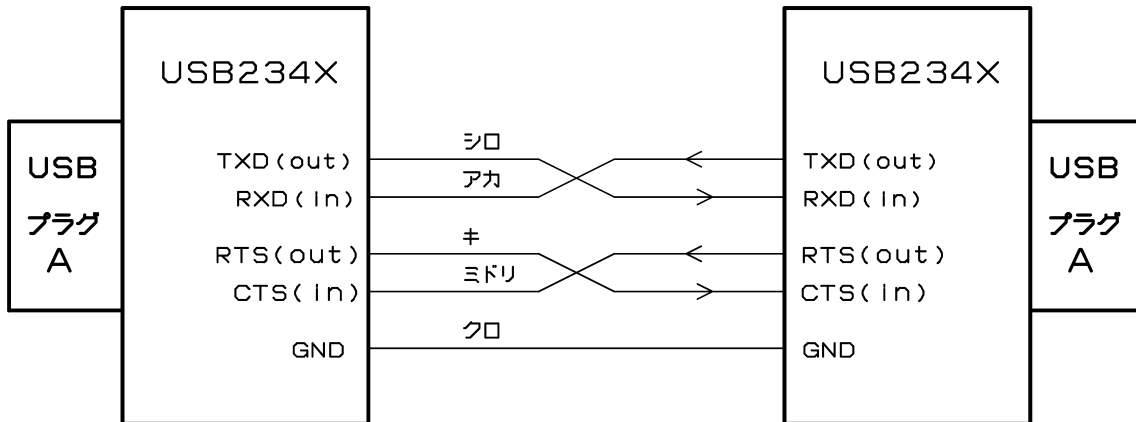 USB234X
USB234X
USB
プラグ
A
TXD(out)
シロ
TXD(out)
RXD(in)
アカ
RXD(in)
RTS(out)
キ
RTS(out)
CTS(in)
ミドリ
CTS(in)
GND
クロ
GND
USB
プラグ
A